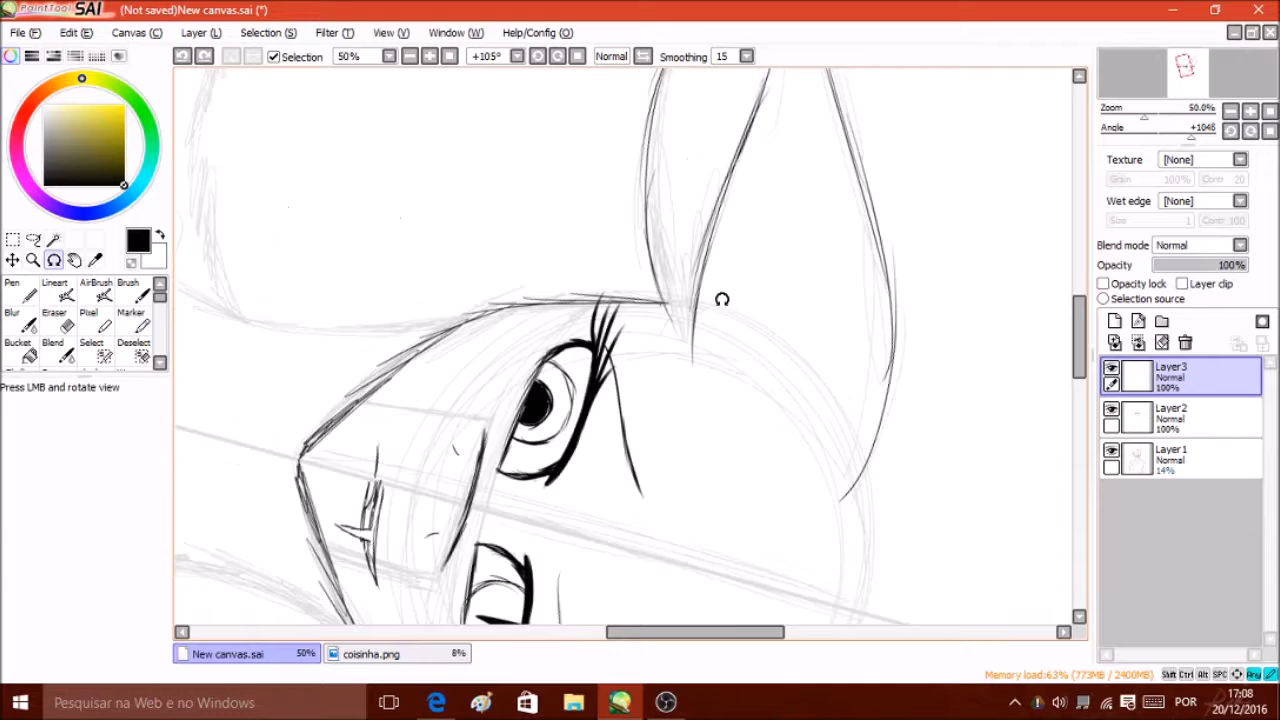 PaintTool SAI (Not saved)New canvas.sai (*)
File (F) Edit (E) Canvas (C) Layer (L) Selection (S) Filter (T) View (V) Window (W) Help/Config (O)
Selection 50% +105° Normal Smoothing 15
Zoom 50.0%
Angle
Texture [None]
Grain 100% Contr 20
Wet edge [None]
Size 1 Contr 100
Blend mode Normal
Opacity 100%
Opacity lock Layer clip
Selection source
Pen Lineart AirBrush Brush
Blur Eraser Pixel Marker
Bucket Blend Select Deselect
Press LMB and rotate view
Layer3
Normal
100%
Layer2
Normal
100%
Layer1
Normal
14%
New canvas.sai 50% coisinha.png 8%
Memory load:63% (773MB / 2400MB) Shift Ctrl Alt SPC Any
Pesquisar na Web e no Windows
POR
17:08
20/12/2016